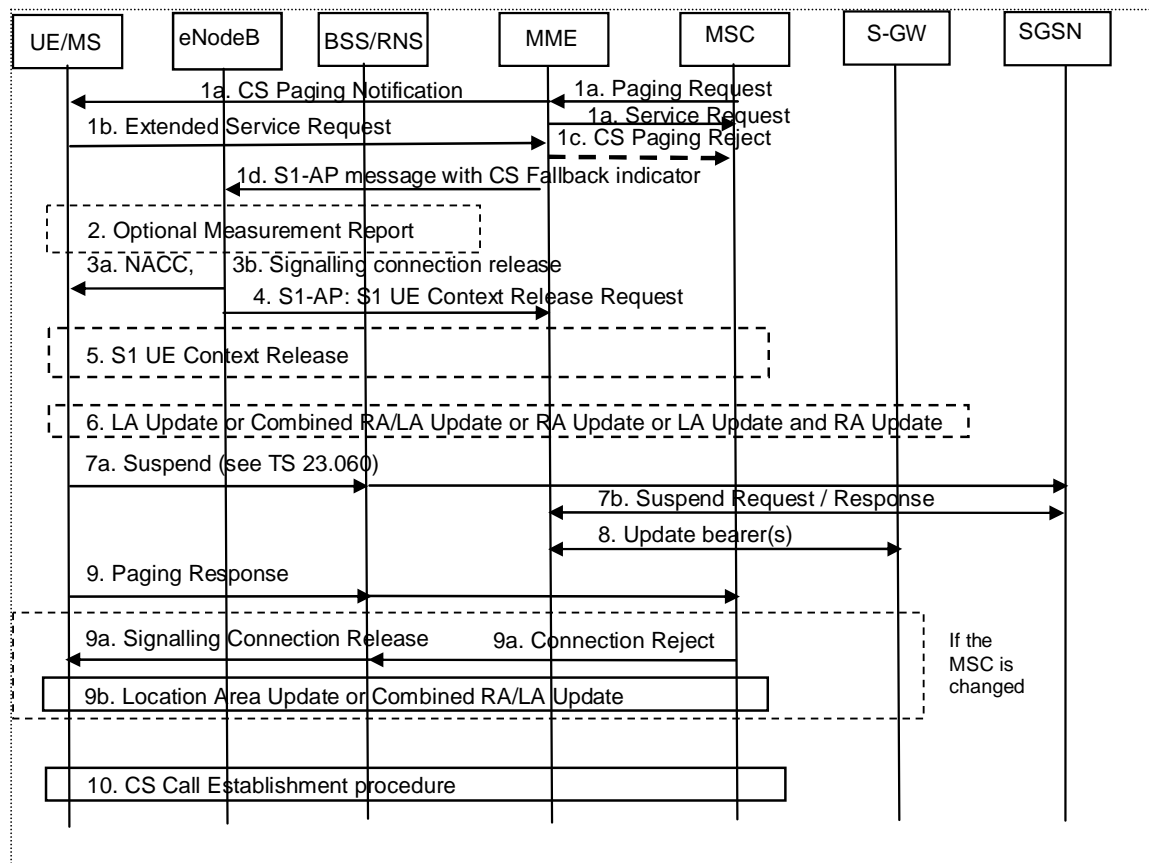 UE/MS
eNodeB
BSS/RNS
MME
MSC
S-GW
SGSN
1a. CS Paging Notification
1a. Paging Request
1a. Service Request
1b. Extended Service Request
1c. CS Paging Reject
1d. S1-AP message with CS Fallback indicator
2. Optional Measurement Report
3a. NACC,
3b. Signalling connection release
4. S1-AP: S1 UE Context Release Request
5. S1 UE Context Release
6. LA Update or Combined RA/LA Update or RA Update or LA Update and RA Update
7a. Suspend (see TS 23.060)
7b. Suspend Request / Response
8. Update bearer(s)
9. Paging Response
9a. Signalling Connection Release
9a. Connection Reject
If the
MSC is
changed
9b. Location Area Update or Combined RA/LA Update
10. CS Call Establishment procedure